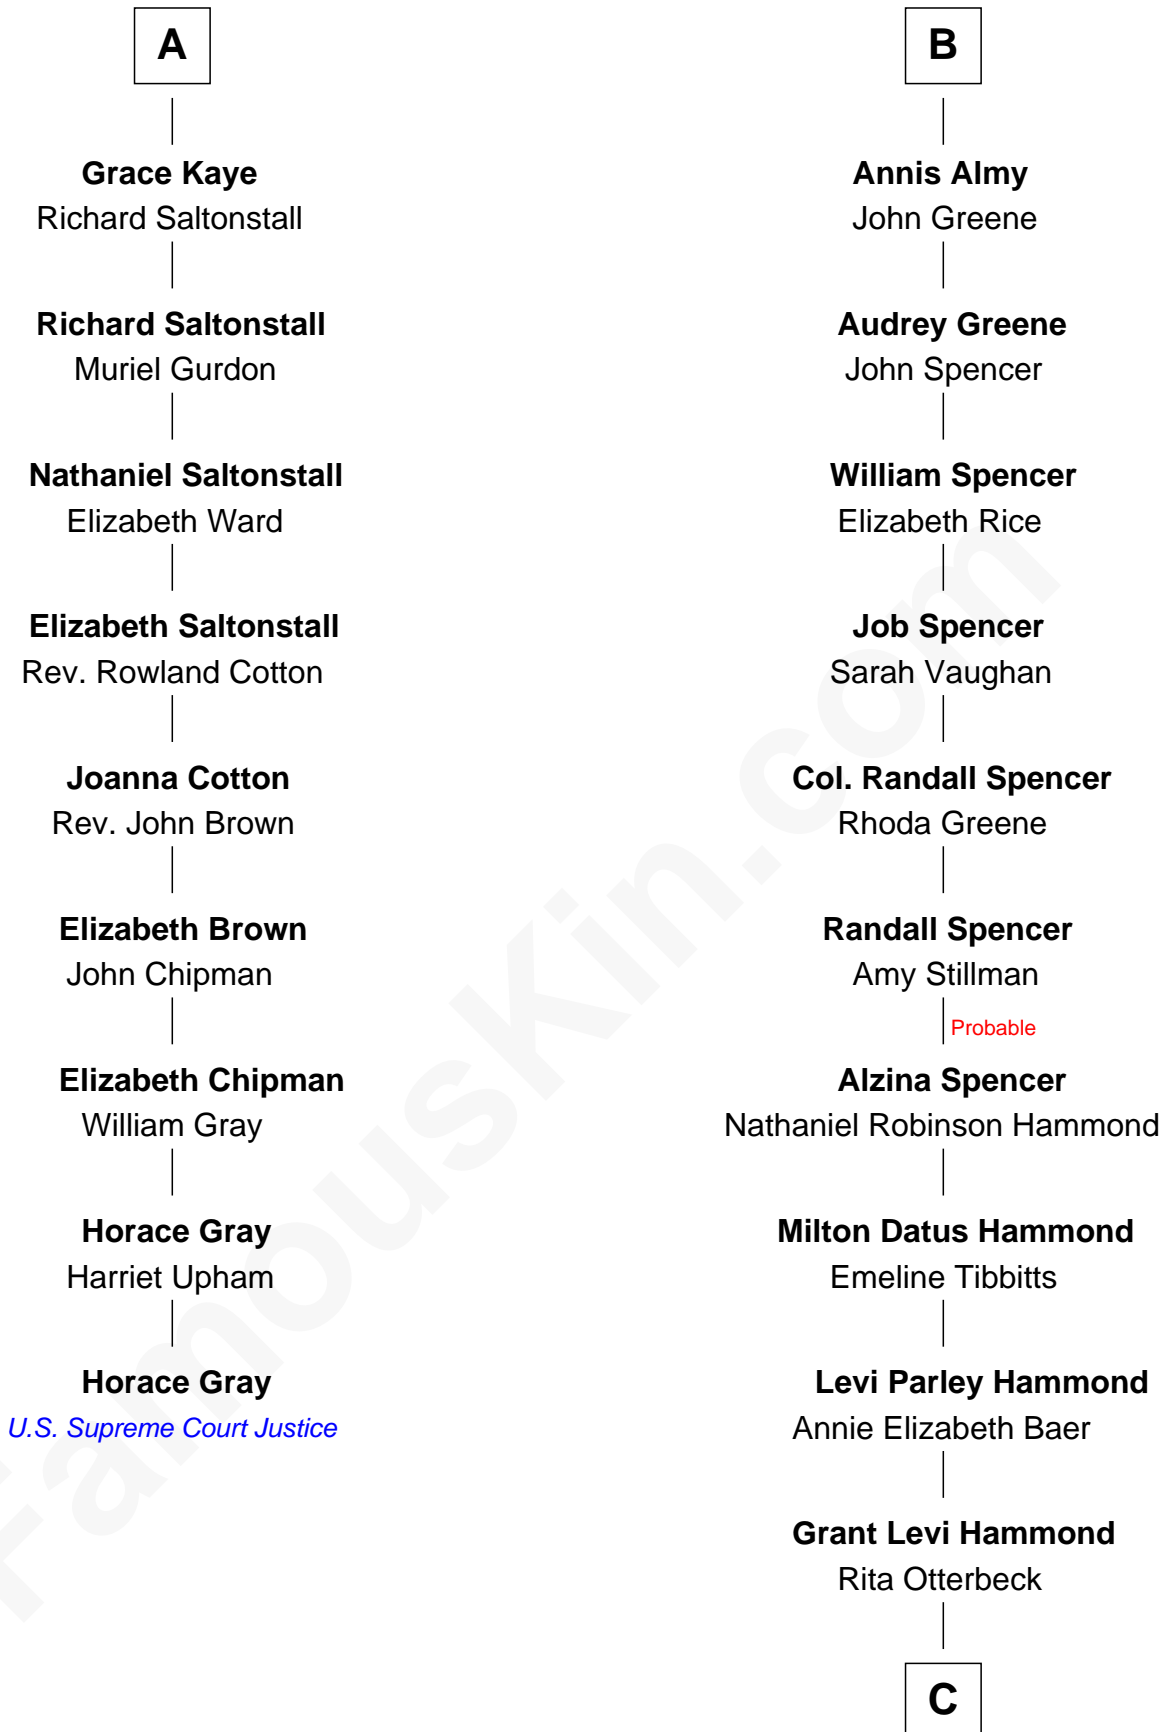 A
Grace Kaye
Richard Saltonstall
Richard Saltonstall
Muriel Gurdon
Nathaniel Saltonstall
Elizabeth Ward
Elizabeth Saltonstall
Rev. Rowland Cotton
Joanna Cotton
Rev. John Brown
Elizabeth Brown
John Chipman
Elizabeth Chipman
William Gray
Horace Gray
Harriet Upham
Horace Gray
U.S. Supreme Court Justice
B
Annis Almy
John Greene
Audrey Greene
John Spencer
William Spencer
Elizabeth Rice
Job Spencer
Sarah Vaughan
Col. Randall Spencer
Rhoda Greene
Randall Spencer
Amy Stillman
Probable
Alzina Spencer
Nathaniel Robinson Hammond
Milton Datus Hammond
Emeline Tibbitts
Levi Parley Hammond
Annie Elizabeth Baer
Grant Levi Hammond
Rita Otterbeck
C
FamousKin.com